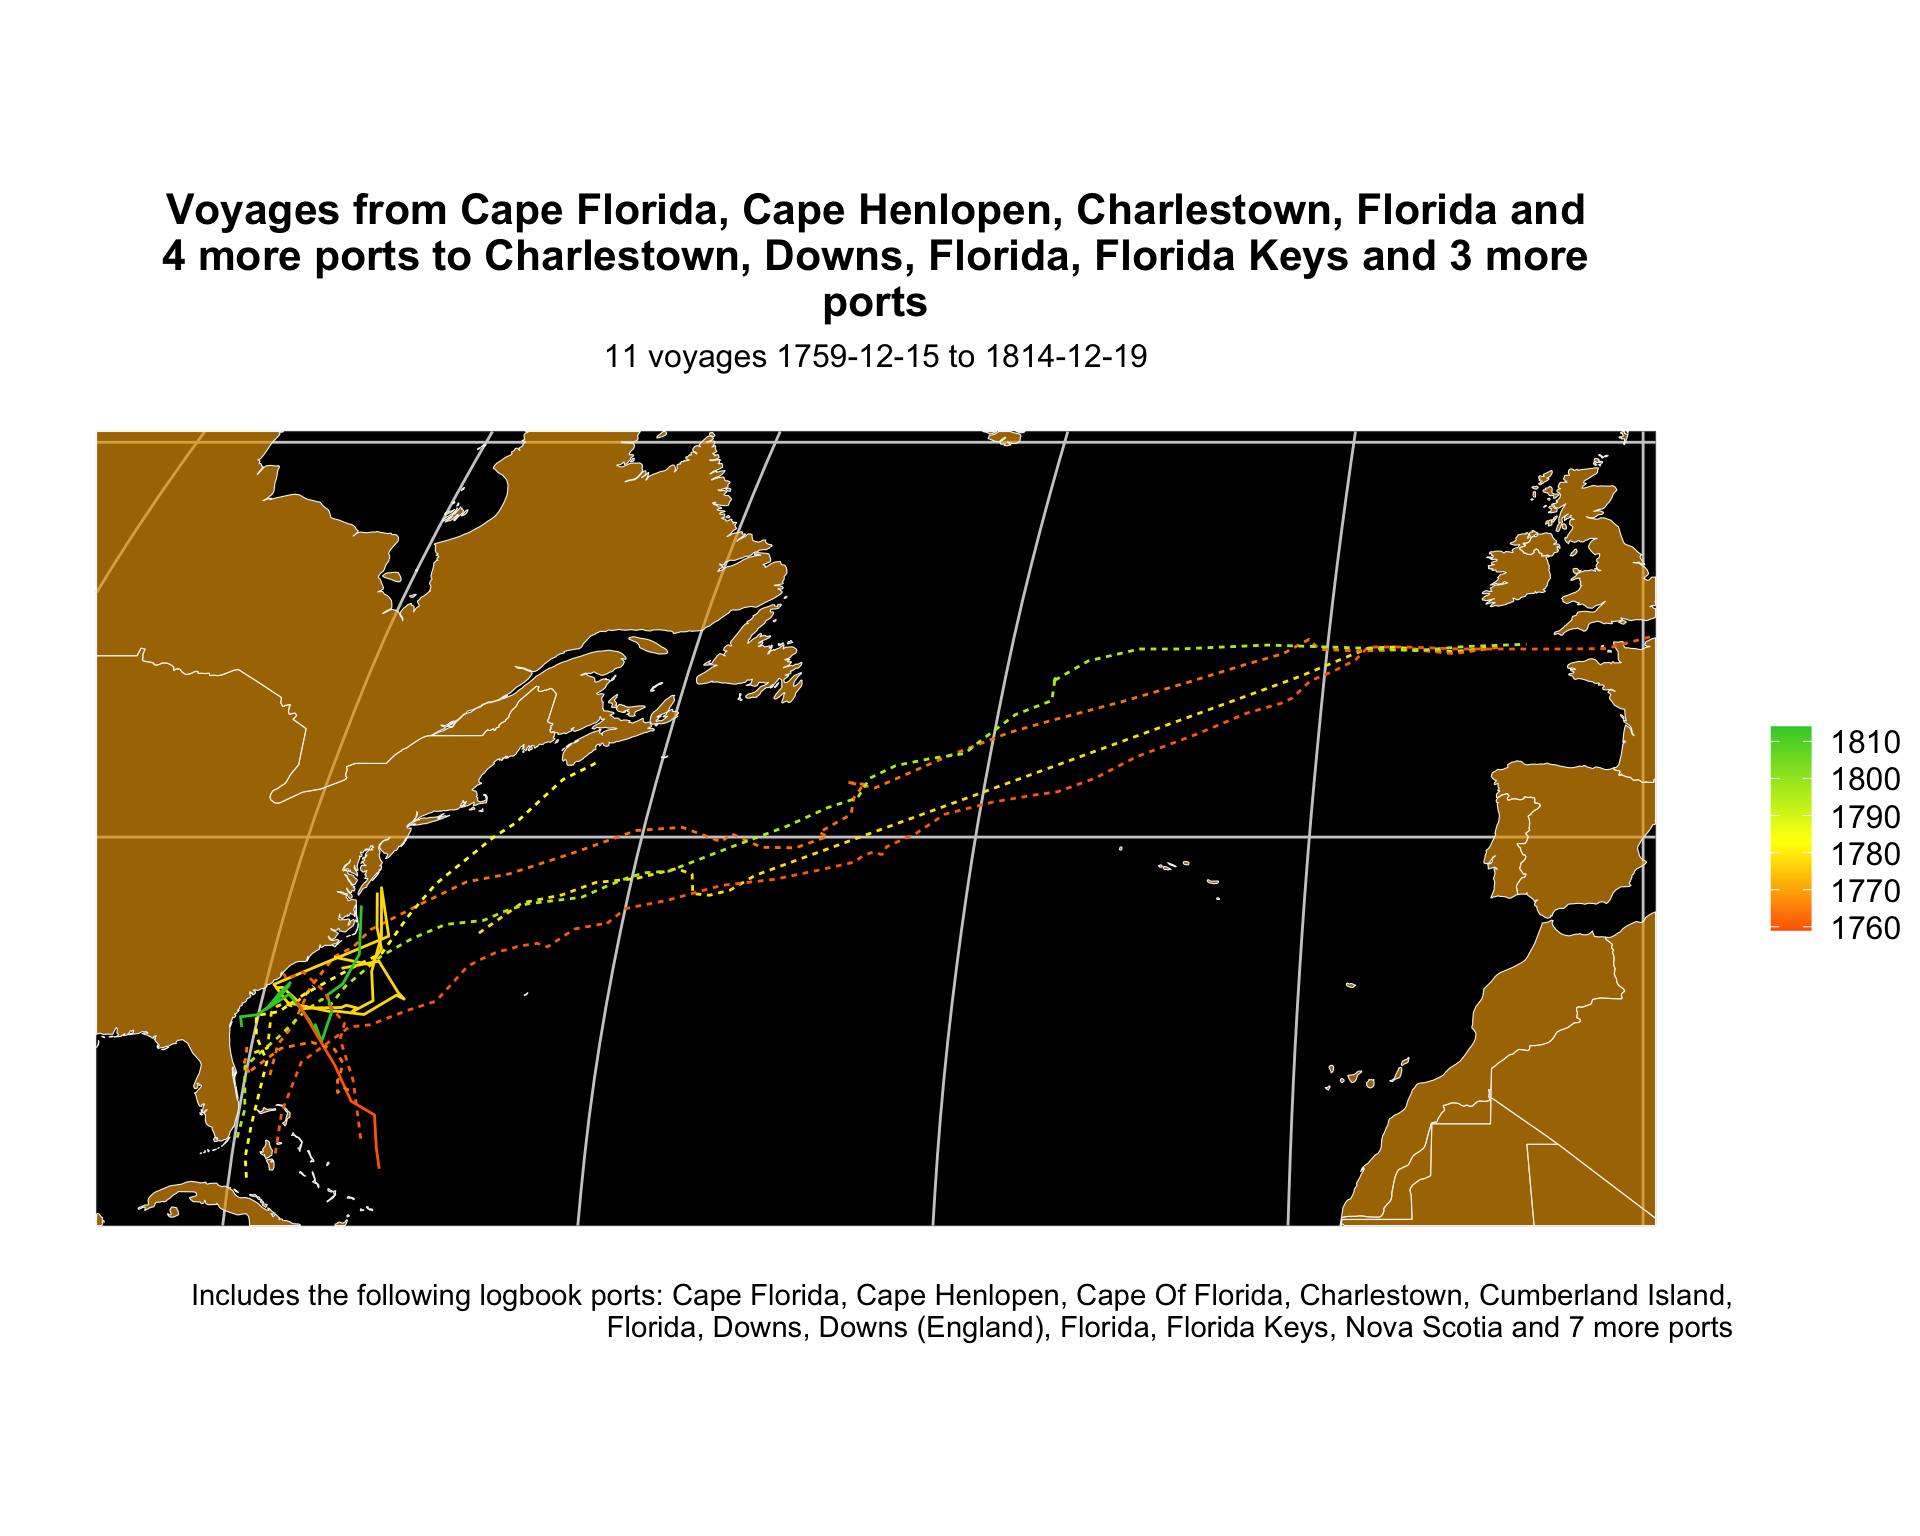 Voyages from Cape Florida, Cape Henlopen, Charlestown, Florida and
4 more ports to Charlestown, Downs, Florida, Florida Keys and 3 more
ports
11 voyages 1759-12-15 to 1814-12-19
1810
1800
1790
1780
1770
1760
Includes the following logbook ports: Cape Florida, Cape Henlopen, Cape Of Florida, Charlestown, Cumberland Island,
Florida, Downs, Downs (England), Florida, Florida Keys, Nova Scotia and 7 more ports